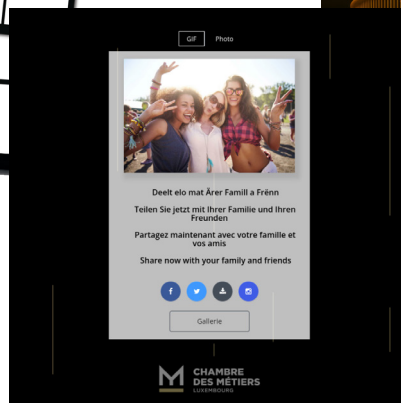 GIF Photo
Deelt elo mat Ärer Famill a Frënn
Teilen Sie jetzt mit Ihrer Familie und Ihren
Freunden
Partagez maintenant avec votre famille et
vos amis
Share now with your family and friends
Gallerie
CHAMBRE
DES MÉTIERS
LUXEMBOURG